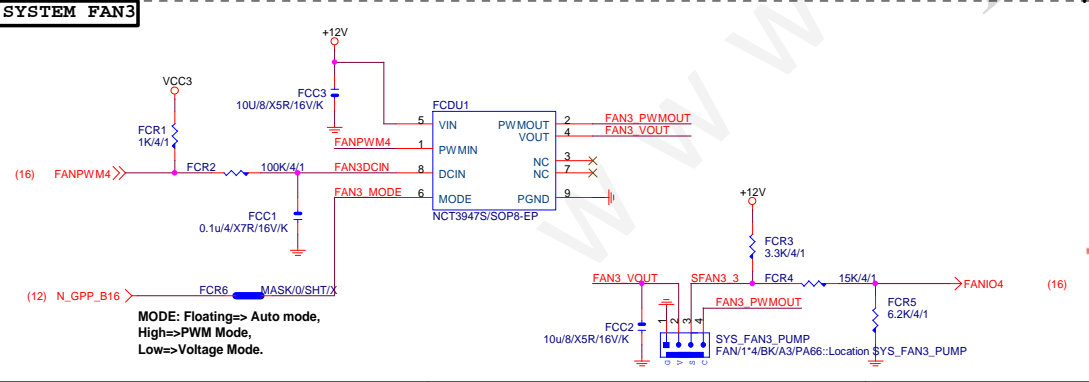 SYSTEM FAN3
+12V
VCC3
FCC3
10U/8/X5R/16V/K
FCDU1
FCR1
1K/4/1
5
VIN
PWMOUT
2
FAN3_PWMOUT
VOUT
4
FAN3_VOUT
FANPWM4
1
PWMIN
NC
3
(16)
FANPWM4
FCR2
100K/4/1
FAN3DCIN
8
DCIN
NC
7
FAN3_MODE
6
MODE
PGND
9
FCC1
0.1u/4/X7R/16V/K
NCT3947S/SOP8-EP
+12V
FCR3
3.3K/4/1
FAN3_VOUT
SFAN3_3
FCR4
15K/4/1
FANIO4
(16)
(12)
N_GPP_B16
FCR6
MASK/0/SHT/X
FAN3_PWMOUT
FCR5
6.2K/4/1
MODE: Floating=> Auto mode,
High=>PWM Mode,
Low=>Voltage Mode.
FCC2
10u/8/X5R/16V/K
1
2
3
4
G
V
S
C
SYS_FAN3_PUMP
FAN/1*4/BK/A3/PA66::Location SYS_FAN3_PUMP
W W W